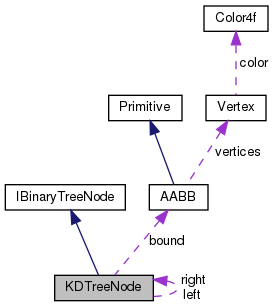 Color4f
color
Primitive
Vertex
vertices
IBinaryTreeNode
AABB
bound
right
KDTreeNode
left